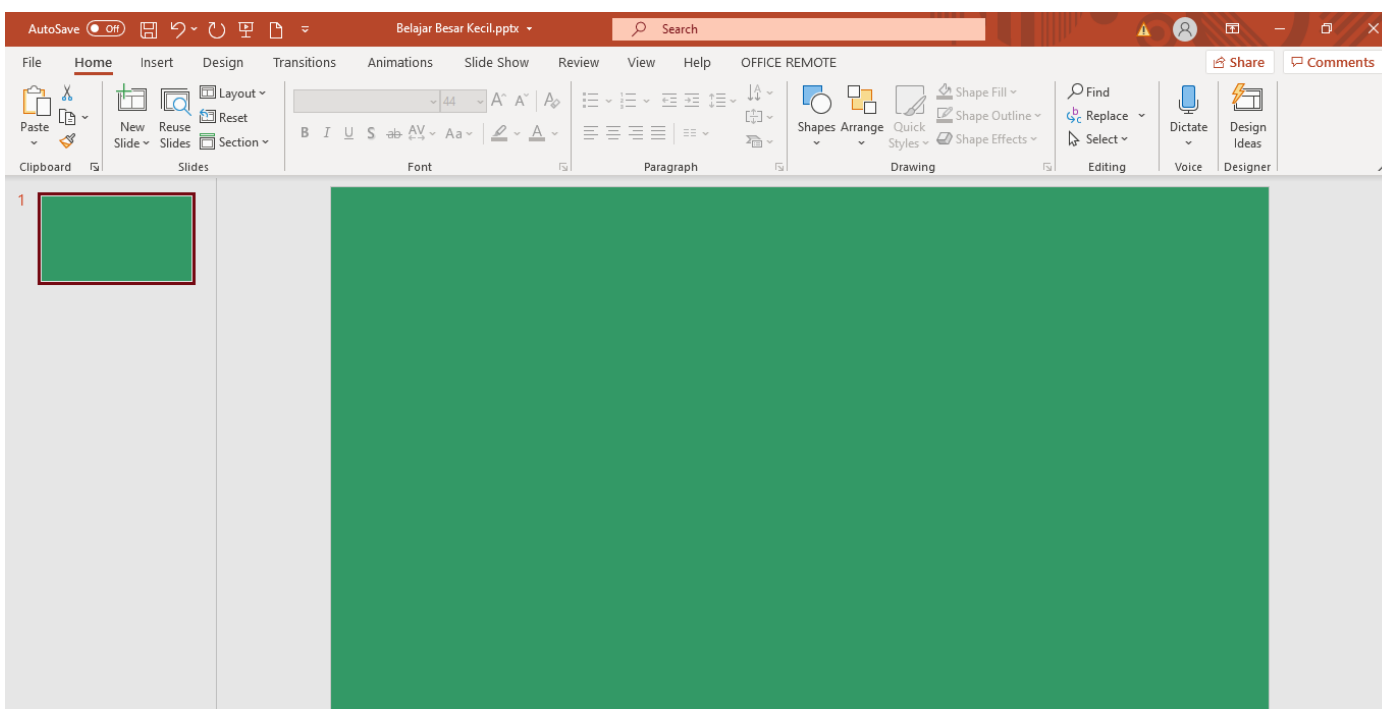 AutoSave Off Belajar Besar Kecil.pptx Search
File Home Insert Design Transitions Animations Slide Show Review View Help OFFICE REMOTE Share Comments
Paste
New Slide
Reuse Slides
Layout
Reset
Section
44 A A A
B I U S ab AV Aa A
Shapes Arrange Quick Styles
Shape Fill
Shape Outline
Shape Effects
Find
Replace
Select
Dictate
Design Ideas
Clipboard Slides Font Paragraph Drawing Editing Voice Designer
1